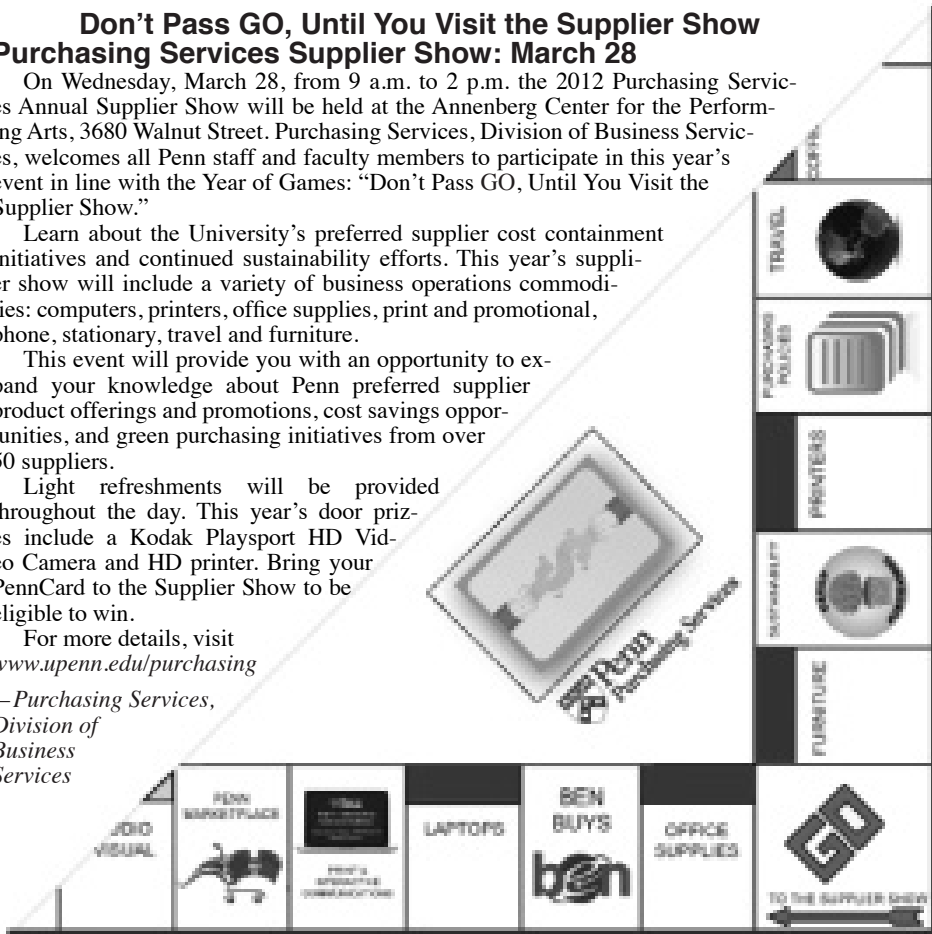 Don't Pass GO, Until You Visit the Supplier Show
Purchasing Services Supplier Show: March 28
On Wednesday, March 28, from 9 a.m. to 2 p.m. the 2012 Purchasing Servic-
es Annual Supplier Show will be held at the Annenberg Center for the Perform-
ing Arts, 3680 Walnut Street. Purchasing Services, Division of Business Servic-
es, welcomes all Penn staff and faculty members to participate in this year's
event in line with the Year of Games: "Don't Pass GO, Until You Visit the
Supplier Show."
Learn about the University's preferred supplier cost containment
initiatives and continued sustainability efforts. This year's suppli-
er show will include a variety of business operations commodi-
ties: computers, printers, office supplies, print and promotional,
phone, stationary, travel and furniture.
This event will provide you with an opportunity to ex-
pand your knowledge about Penn preferred supplier
product offerings and promotions, cost savings oppor-
tunities, and green purchasing initiatives from over
50 suppliers.
Light refreshments will be provided
throughout the day. This year's door priz-
es include a Kodak Playsport HD Vid-
eo Camera and HD printer. Bring your
PennCard to the Supplier Show to be
eligible to win.
For more details, visit
www.upenn.edu/purchasing
—Purchasing Services,
Division of
Business
Services
TRAVEL
PURCHASING
POLICIES
PRINTERS
SUSTAINABILITY
FURNITURE
Penn
Purchasing Services
UDIO
VISUAL
PENN
MARKETPLACE
PRINT &
INTERACTIVE
COMMUNICATIONS
LAPTOPS
BEN
BUYS
ben
OFFICE
SUPPLIES
GO
TO THE SUPPLIER SHOW